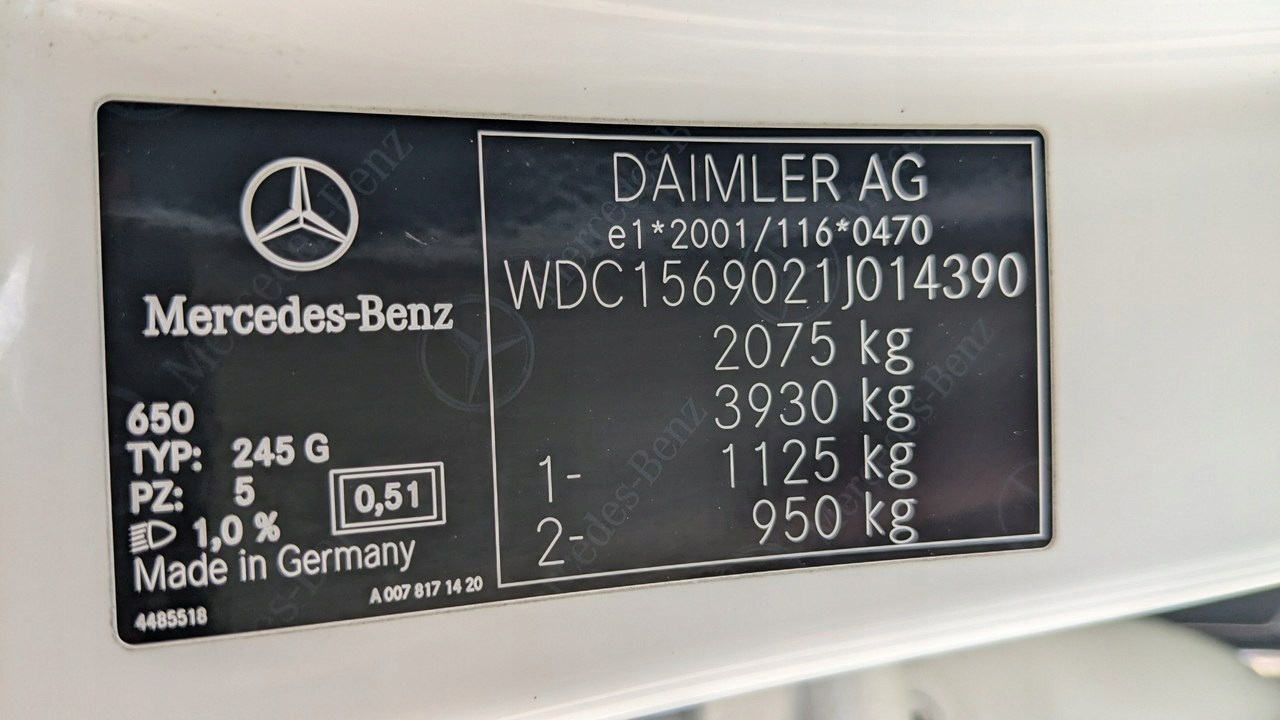 Mercedes-Benz
650
TYP: 245 G
PZ: 5
0,51
1,0 %
Made in Germany
A 007 817 14 20
4485518
DAIMLER AG
e1*2001/116*0470
WDC1569021J014390
2075 kg
3930 kg
1- 1125 kg
2- 950 kg